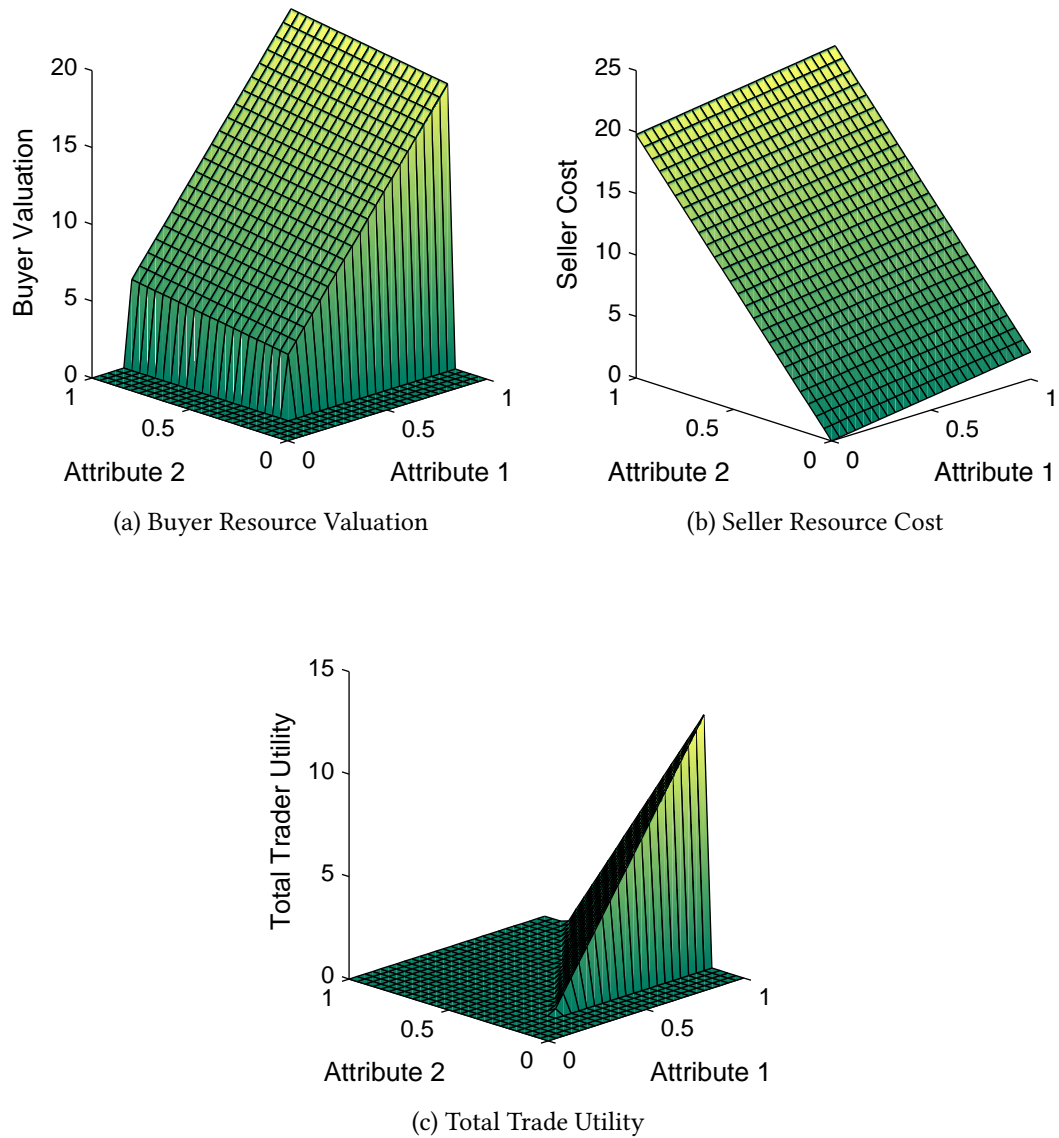 20
15
10
5
0
Buyer Valuation
1
0.5
0
0
0.5
1
Attribute 2
Attribute 1
(a) Buyer Resource Valuation
25
20
15
10
5
0
Seller Cost
1
0.5
0
0
0.5
1
Attribute 2
Attribute 1
(b) Seller Resource Cost
15
10
5
0
Total Trader Utility
1
0.5
0
0
0.5
1
Attribute 2
Attribute 1
(c) Total Trade Utility